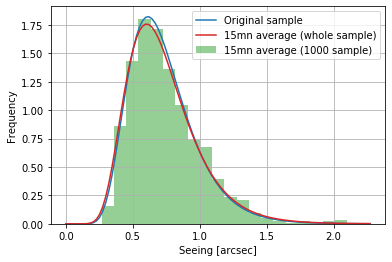 Original sample
15mn average (whole sample)
15mn average (1000 sample)
Frequency
1.75
1.50
1.25
1.00
0.75
0.50
0.25
0.00
0.0 0.5 1.0 1.5 2.0
Seeing [arcsec]